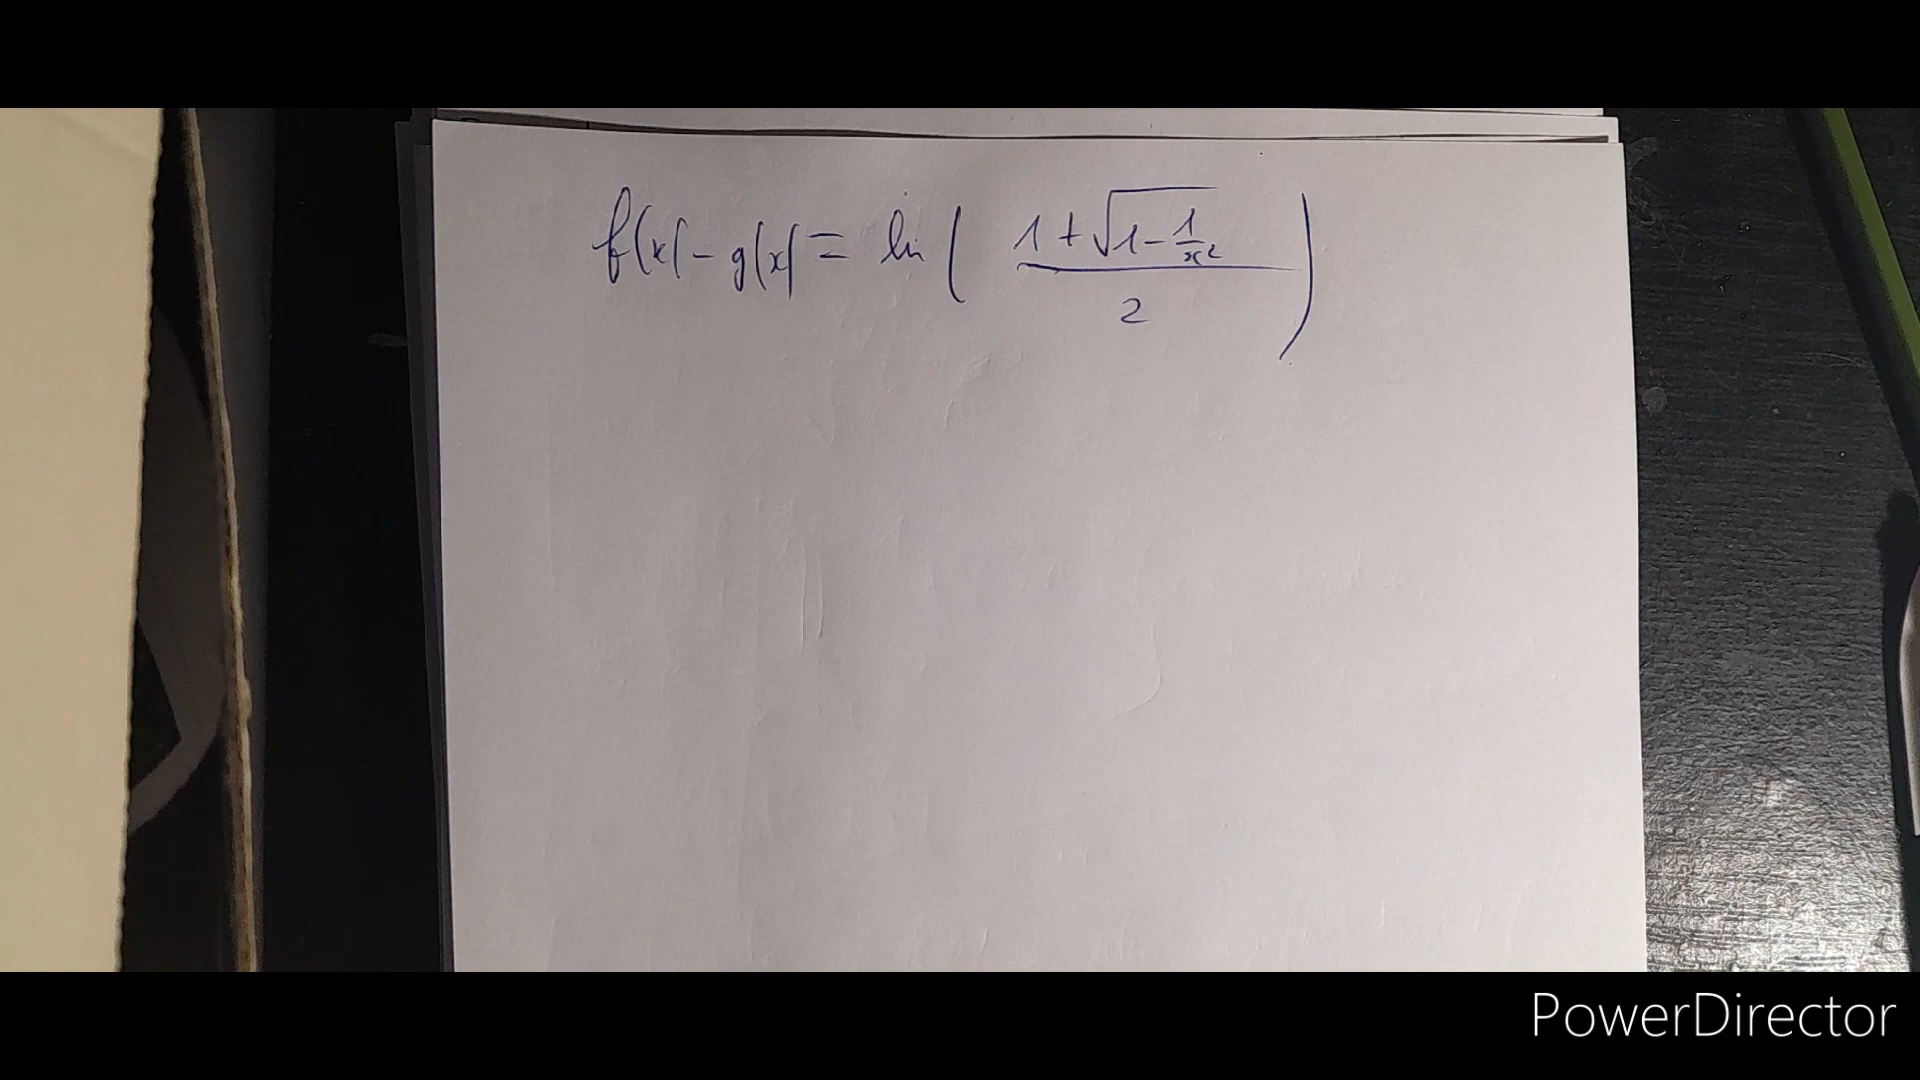 f(x) - g(x) = ln( (1 + √(1 - 1/x²)) / 2 )
PowerDirector